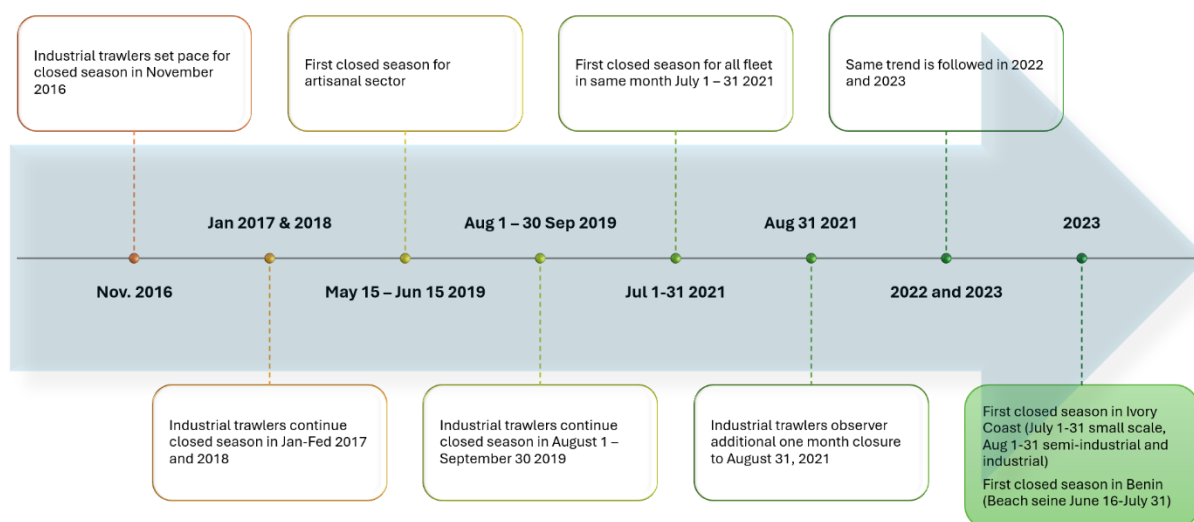 Industrial trawlers set pace for
closed season in November
2016
First closed season for
artisanal sector
First closed season for all fleet
in same month July 1 – 31 2021
Same trend is followed in 2022
and 2023
Jan 2017 & 2018
Aug 1 – 30 Sep 2019
Aug 31 2021
2023
Nov. 2016
May 15 – Jun 15 2019
Jul 1-31 2021
2022 and 2023
Industrial trawlers continue
closed season in Jan-Fed 2017
and 2018
Industrial trawlers continue
closed season in August 1 –
September 30 2019
Industrial trawlers observer
additional one month closure
to August 31, 2021
First closed season in Ivory
Coast (July 1-31 small scale,
Aug 1-31 semi-industrial and
industrial)
First closed season in Benin
(Beach seine June 16-July 31)